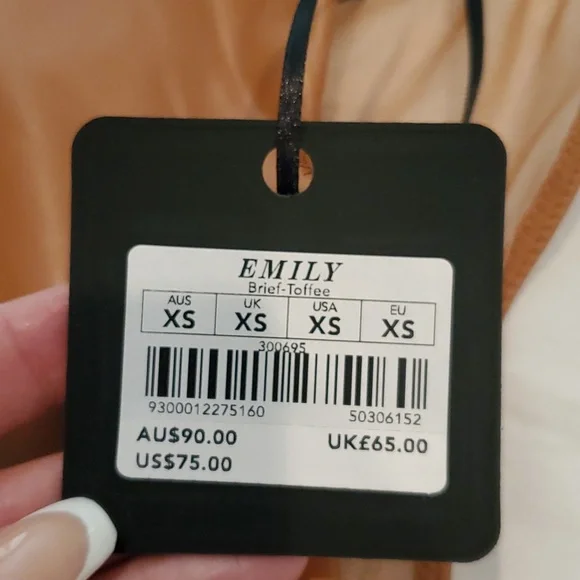 EMILY
Brief-Toffee
AUS UK USA EU
XS XS XS XS
300695
9300012275160 50306152
AU$90.00 UK£65.00
US$75.00